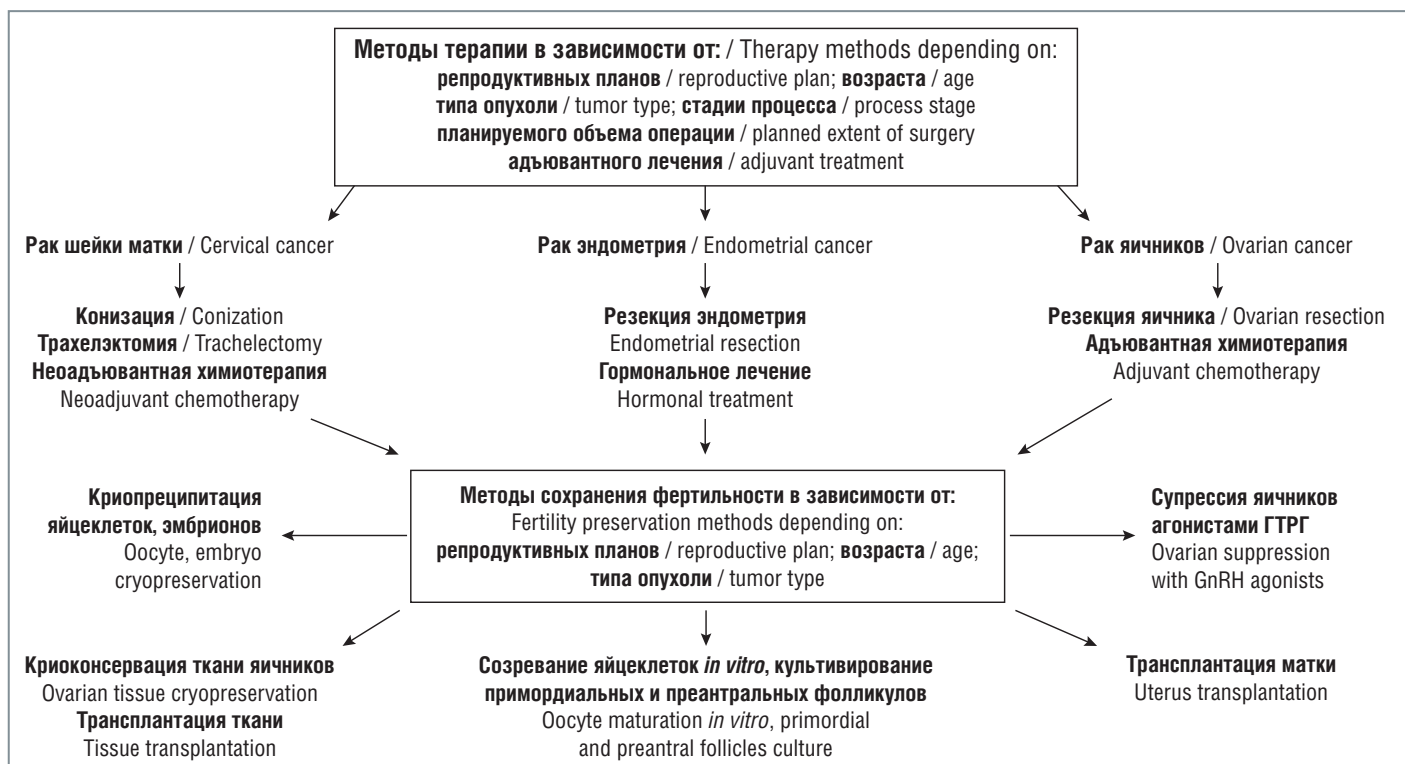 Методы терапии в зависимости от: / Therapy methods depending on:
репродуктивных планов / reproductive plan; возраста / age
типа опухоли / tumor type; стадии процесса / process stage
планируемого объема операции / planned extent of surgery
адъювантного лечения / adjuvant treatment
Рак шейки матки / Cervical cancer
Рак эндометрия / Endometrial cancer
Рак яичников / Ovarian cancer
Конизация / Conization
Трахелэктомия / Trachelectomy
Неоадъювантная химиотерапия
Neoadjuvant chemotherapy
Резекция эндометрия
Endometrial resection
Гормональное лечение
Hormonal treatment
Резекция яичника / Ovarian resection
Адъювантная химиотерапия
Adjuvant chemotherapy
Криопреципитация
яйцеклеток, эмбрионов
Oocyte, embryo
cryopreservation
Методы сохранения фертильности в зависимости от:
Fertility preservation methods depending on:
репродуктивных планов / reproductive plan; возраста / age;
типа опухоли / tumor type
Супрессия яичников
агонистами ГТРГ
Ovarian suppression
with GnRH agonists
Криоконсервация ткани яичников
Ovarian tissue cryopreservation
Трансплантация ткани
Tissue transplantation
Созревание яйцеклеток in vitro, культивирование
примордиальных и преантральных фолликулов
Oocyte maturation in vitro, primordial
and preantral follicles culture
Трансплантация матки
Uterus transplantation